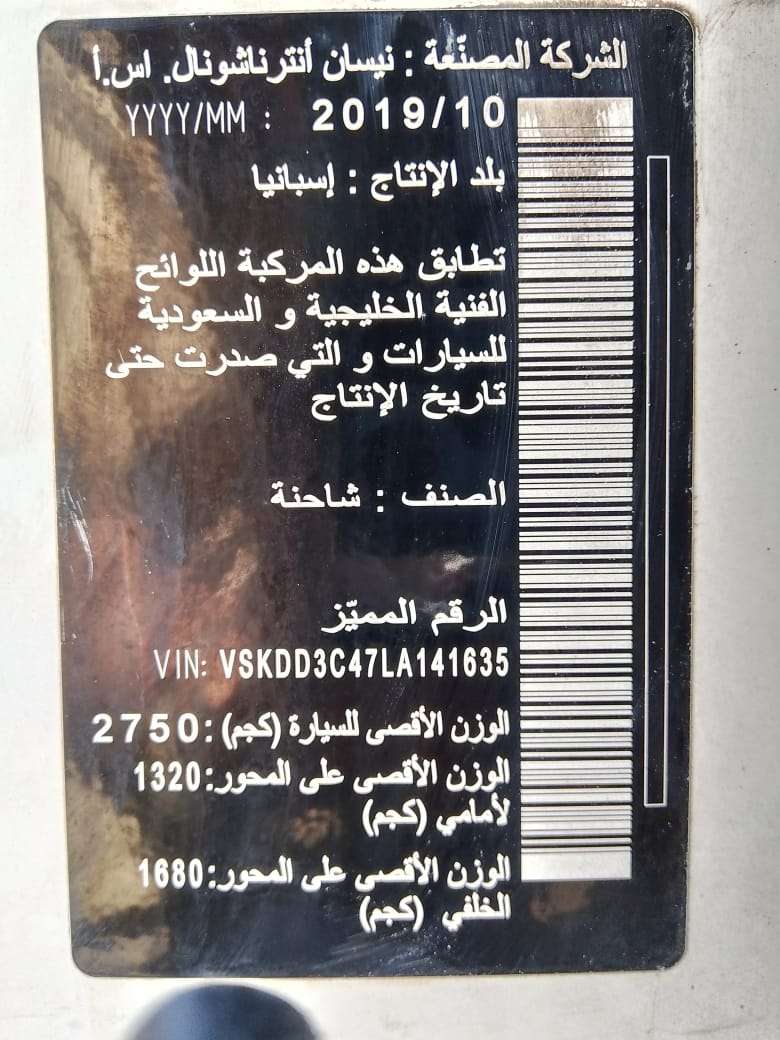 الشركة المصنّعة : نيسان أنترناشونال. اس.أ
YYYY/MM : 2019/10
بلد الإنتاج : إسبانيا
تطابق هذه المركبة اللوائح
الفنية الخليجية و السعودية
للسيارات و التي صدرت حتى
تاريخ الإنتاج
الصنف : شاحنة
الرقم المميّز
VIN: VSKDD3C47LA141635
الوزن الأقصى للسيارة (كجم):2750
الوزن الأقصى على المحور:1320
لأمامي (كجم)
الوزن الأقصى على المحور:1680
الخلفي (كجم)